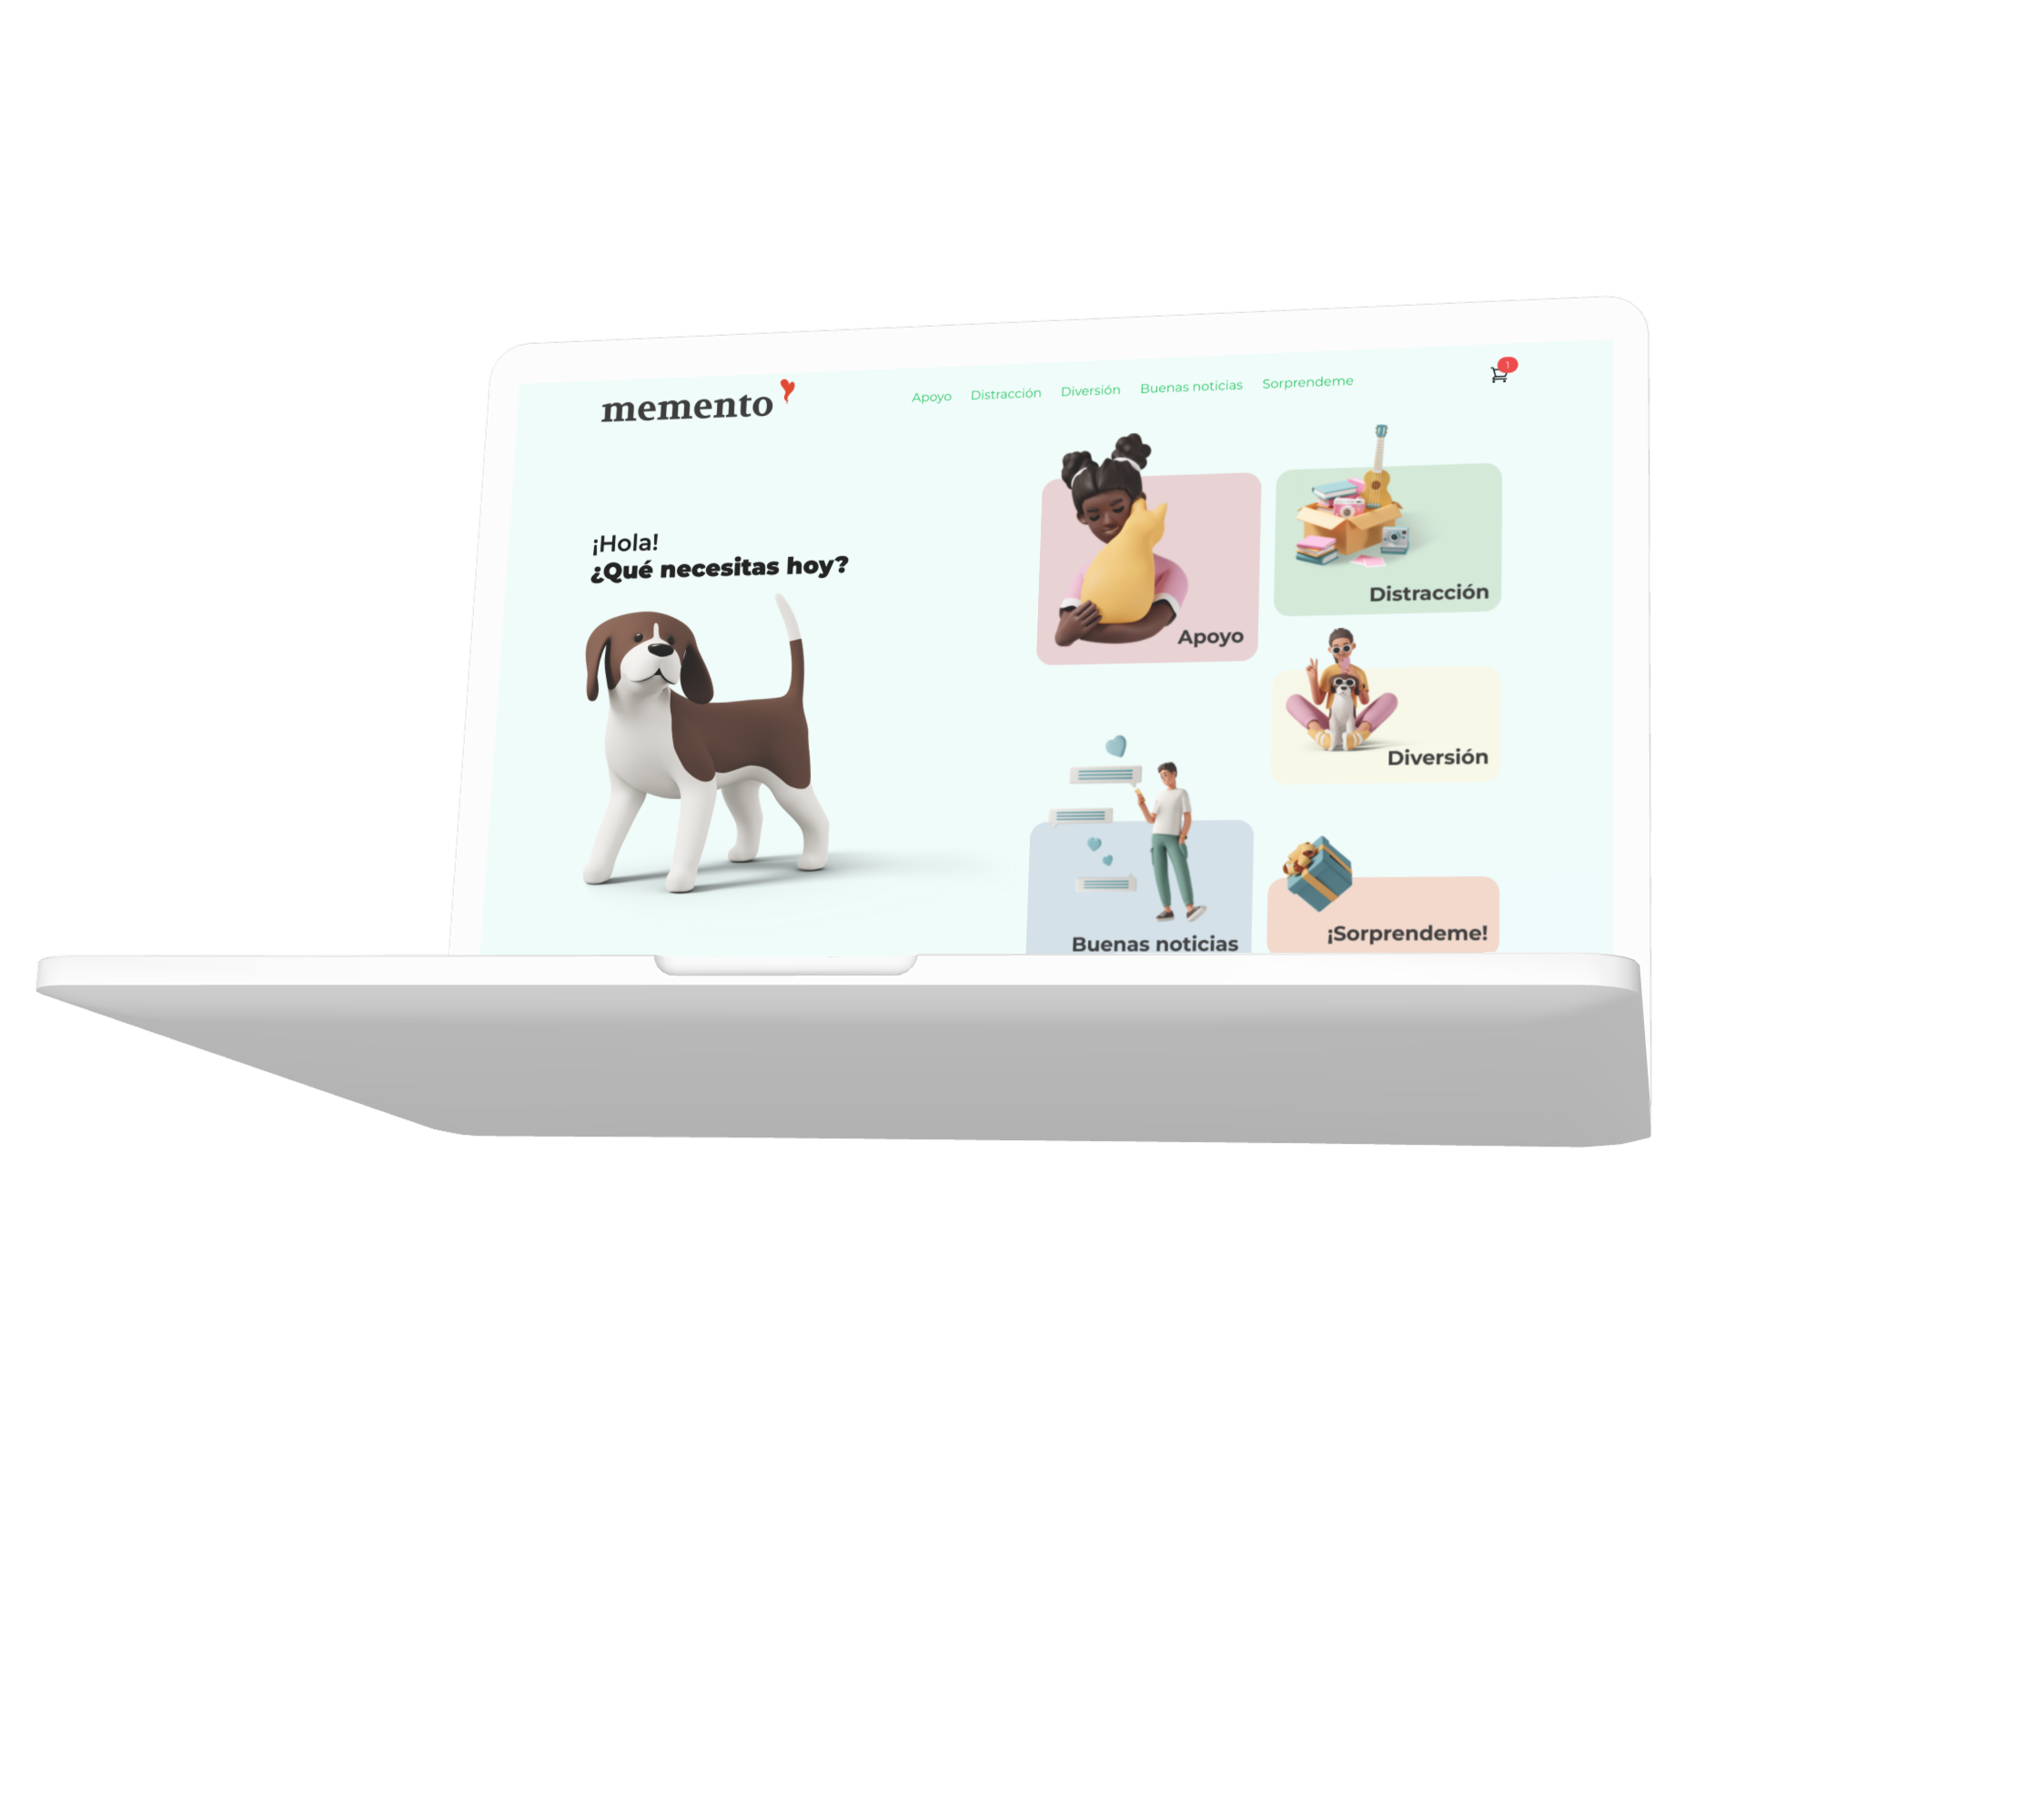 memento
Apoyo Distracción Diversión Buenas noticias Sorprendeme
1
¡Hola!
¿Qué necesitas hoy?
Apoyo
Distracción
Diversión
Buenas noticias
¡Sorprendeme!